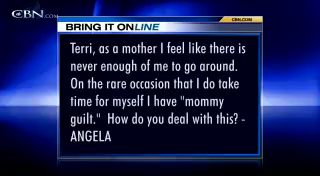 CBN.com
CBN.COM
BRING IT ONLINE
Terri, as a mother I feel like there is
never enough of me to go around.
On the rare occasion that I do take
time for myself I have "mommy
guilt." How do you deal with this? -
ANGELA